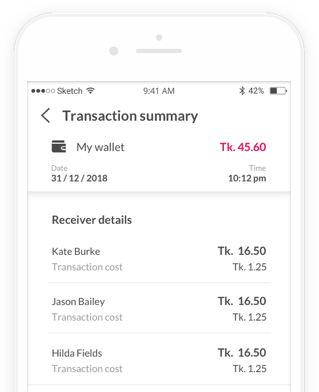 ●●●○○ Sketch 9:41 AM 42%
Transaction summary
My wallet Tk. 45.60
Date Time
31 / 12 / 2018 10:12 pm
Receiver details
Kate Burke Tk. 16.50
Transaction cost Tk. 1.25
Jason Bailey Tk. 16.50
Transaction cost Tk. 1.25
Hilda Fields Tk. 16.50
Transaction cost Tk. 1.25